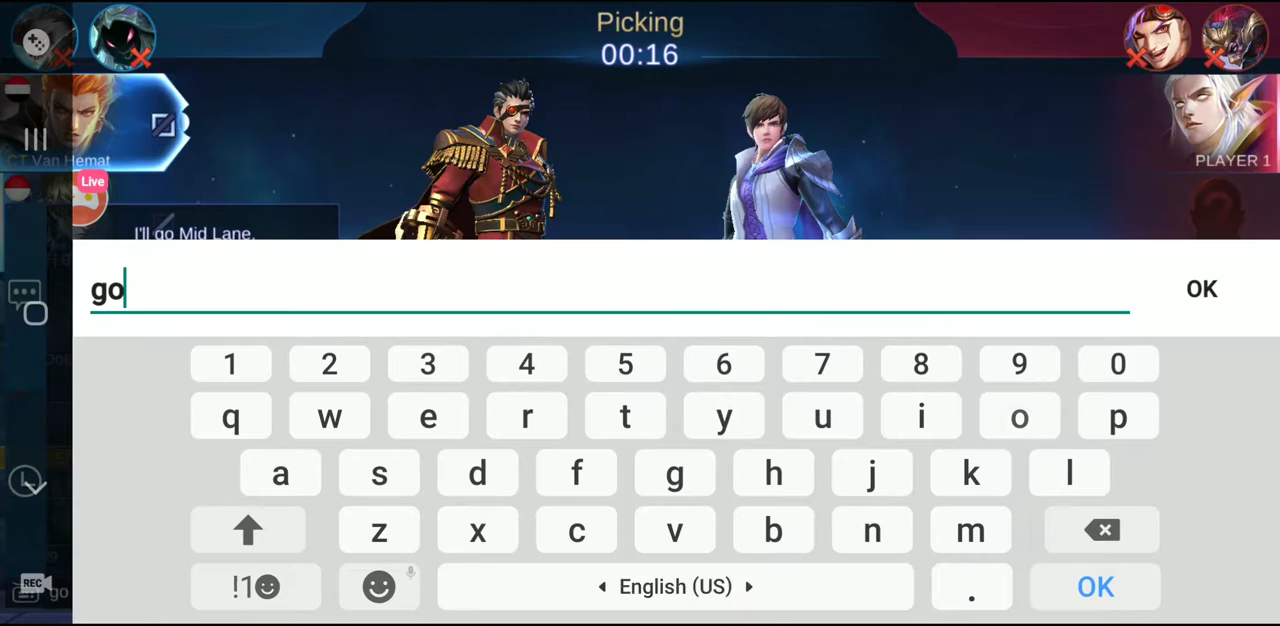 Picking
00:16
CT Van Hemat
PLAYER 1
Live
I'll go Mid Lane.
go
OK
1 2 3 4 5 6 7 8 9 0
q w e r t y u i o p
a s d f g h j k l
z x c v b n m
!1 English (US) . OK
REC
go